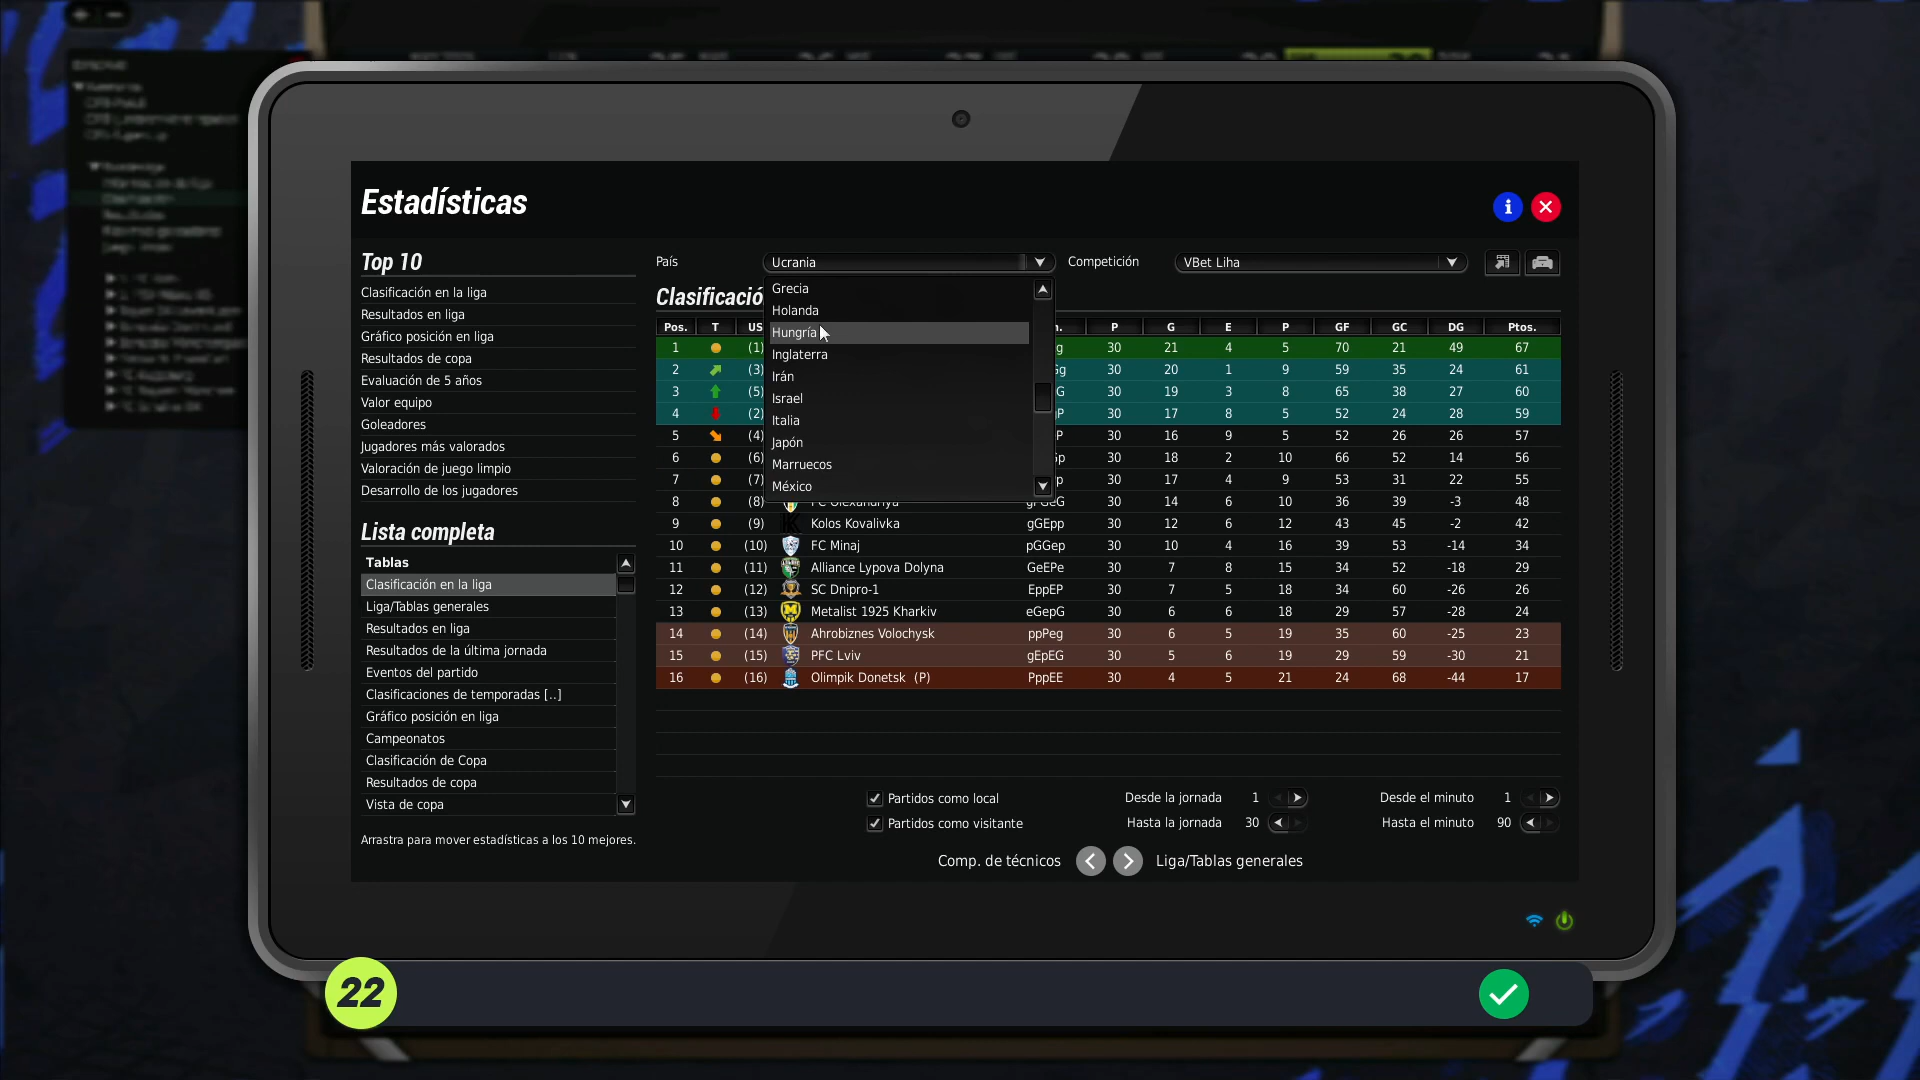 Estadísticas
i
Top 10
Clasificación en la liga
Resultados en liga
Gráfico posición en liga
Resultados de copa
Evaluación de 5 años
Valor equipo
Goleadores
Jugadores más valorados
Valoración de juego limpio
Desarrollo de los jugadores
Lista completa
Tablas
Clasificación en la liga
Liga/Tablas generales
Resultados en liga
Resultados de la última jornada
Eventos del partido
Clasificaciones de temporadas [..]
Gráfico posición en liga
Campeonatos
Clasificación de Copa
Resultados de copa
Vista de copa
Arrastra para mover estadísticas a los 10 mejores.
País Ucrania Competición VBet Liha
Grecia
Holanda
Hungría
Inglaterra
Irán
Israel
Italia
Japón
Marruecos
México
Clasificació
Pos. T US P G E P GF GC DG Ptos.
1 (1) g 30 21 4 5 70 21 49 67
2 (3) g 30 20 1 9 59 35 24 61
3 (5) G 30 19 3 8 65 38 27 60
4 (2) P 30 17 8 5 52 24 28 59
5 (4) P 30 16 9 5 52 26 26 57
6 (6) p 30 18 2 10 66 52 14 56
7 (7) p 30 17 4 9 53 31 22 55
8 (8) FC Olexandriya 30 14 6 10 36 39 -3 48
9 (9) Kolos Kovalivka gGEpp 30 12 6 12 43 45 -2 42
10 (10) FC Minaj pGGep 30 10 4 16 39 53 -14 34
11 (11) Alliance Lypova Dolyna GeEPe 30 7 8 15 34 52 -18 29
12 (12) SC Dnipro-1 EppEP 30 7 5 18 34 60 -26 26
13 (13) Metalist 1925 Kharkiv eGepG 30 6 6 18 29 57 -28 24
14 (14) Ahrobiznes Volochysk ppPeg 30 6 5 19 35 60 -25 23
15 (15) PFC Lviv gEpEG 30 5 6 19 29 59 -30 21
16 (16) Olimpik Donetsk (P) PppEE 30 4 5 21 24 68 -44 17
Partidos como local Desde la jornada 1 Desde el minuto 1
Partidos como visitante Hasta la jornada 30 Hasta el minuto 90
Comp. de técnicos Liga/Tablas generales
22